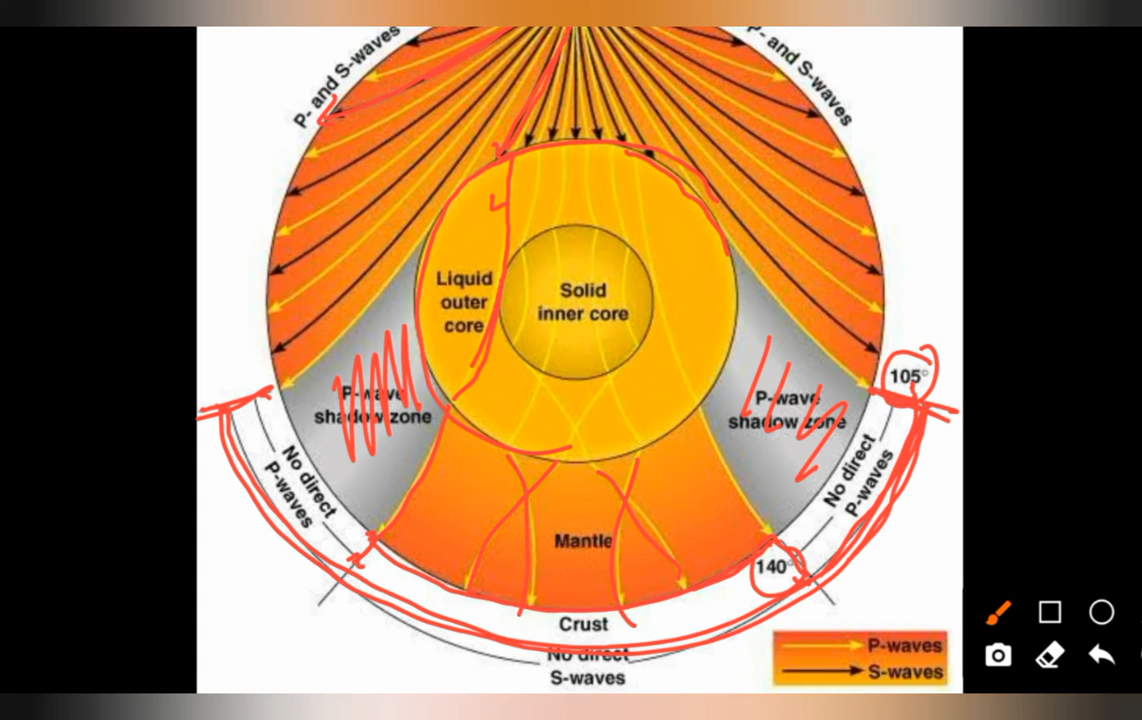 P- and S-waves
P- and S-waves
Liquid
outer
core
Solid
inner core
P-wave
shadow zone
P-wave
shadow zone
105°
No direct
P-waves
No direct
P-waves
Mantle
140°
Crust
No direct
S-waves
P-waves
S-waves